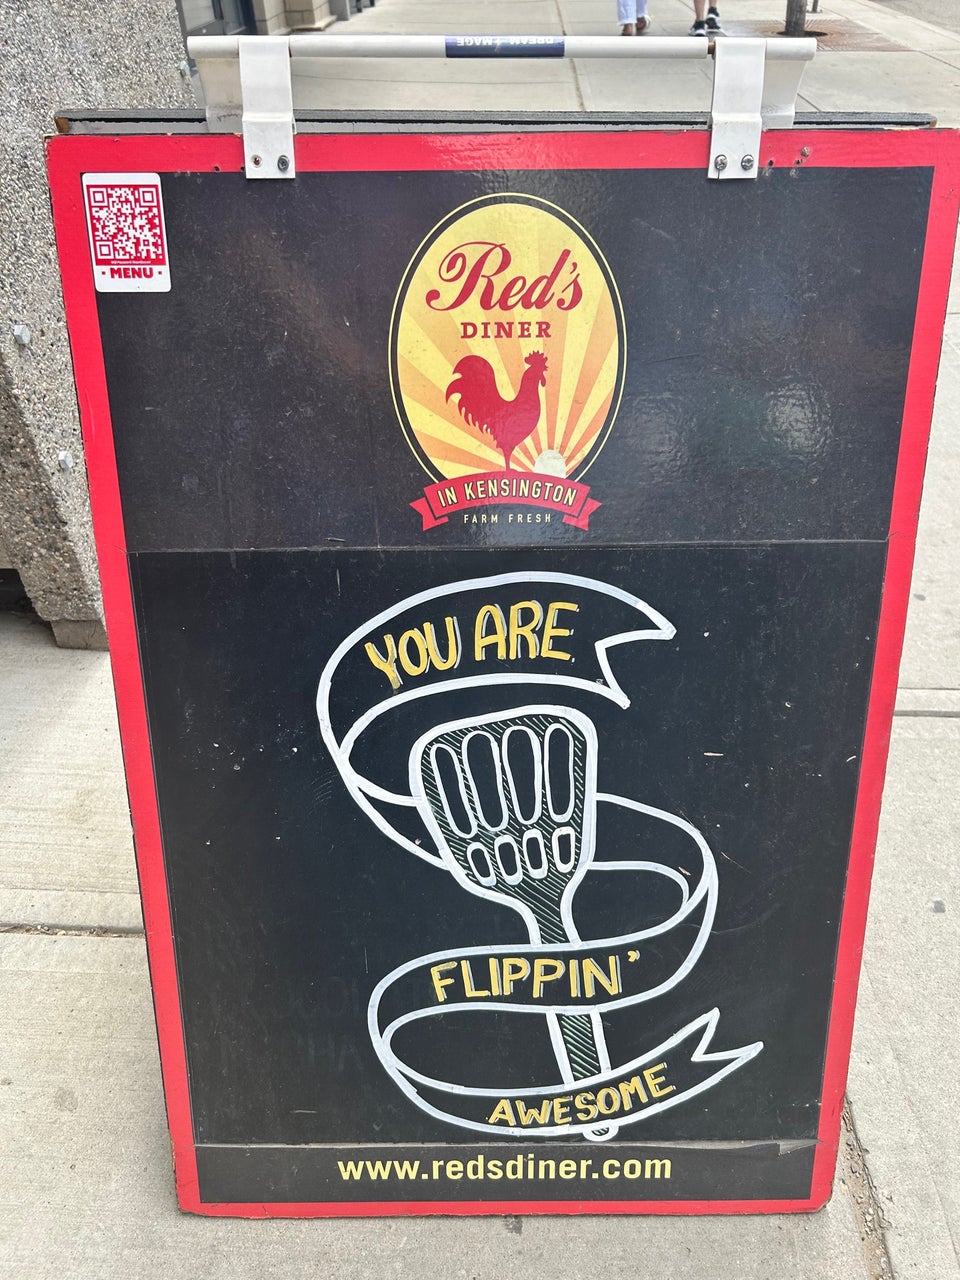 · MENU ·
Red's
DINER
IN KENSINGTON
FARM FRESH
YOU ARE
FLIPPIN'
AWESOME
www.redsdiner.com